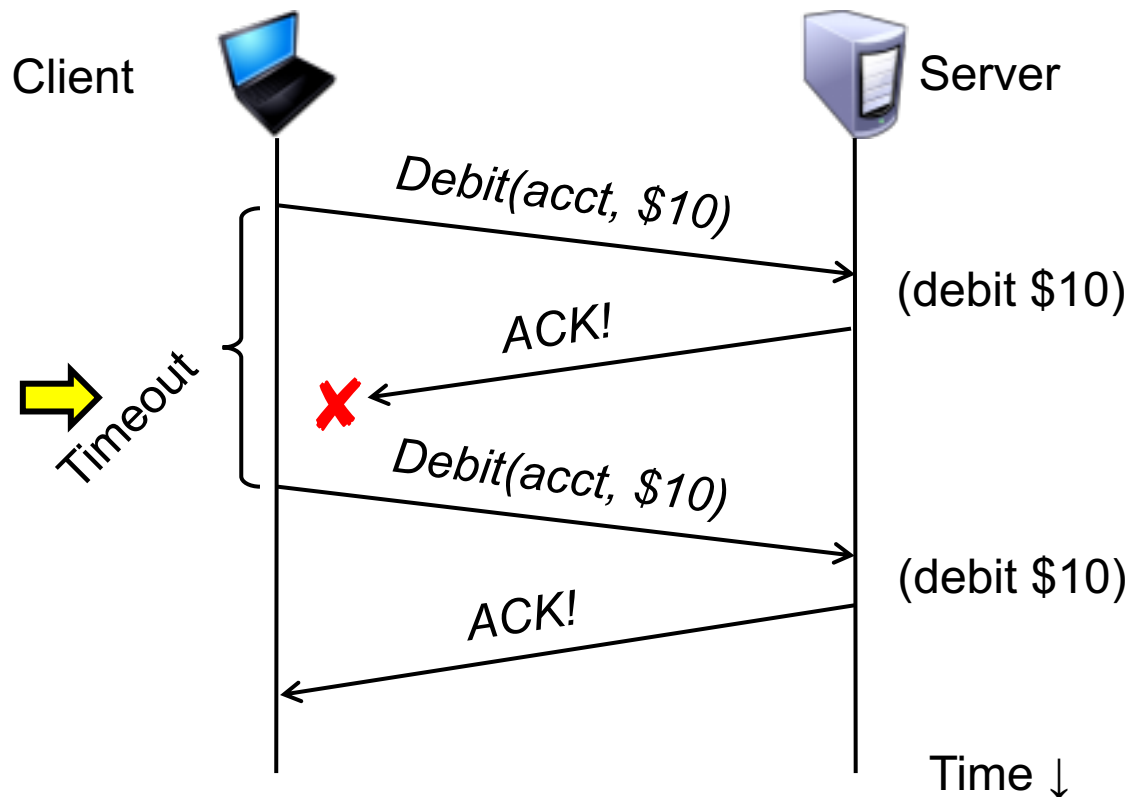 Client
Server
Debit(acct, $10)
(debit $10)
ACK!
Timeout
Debit(acct, $10)
(debit $10)
ACK!
Time ↓